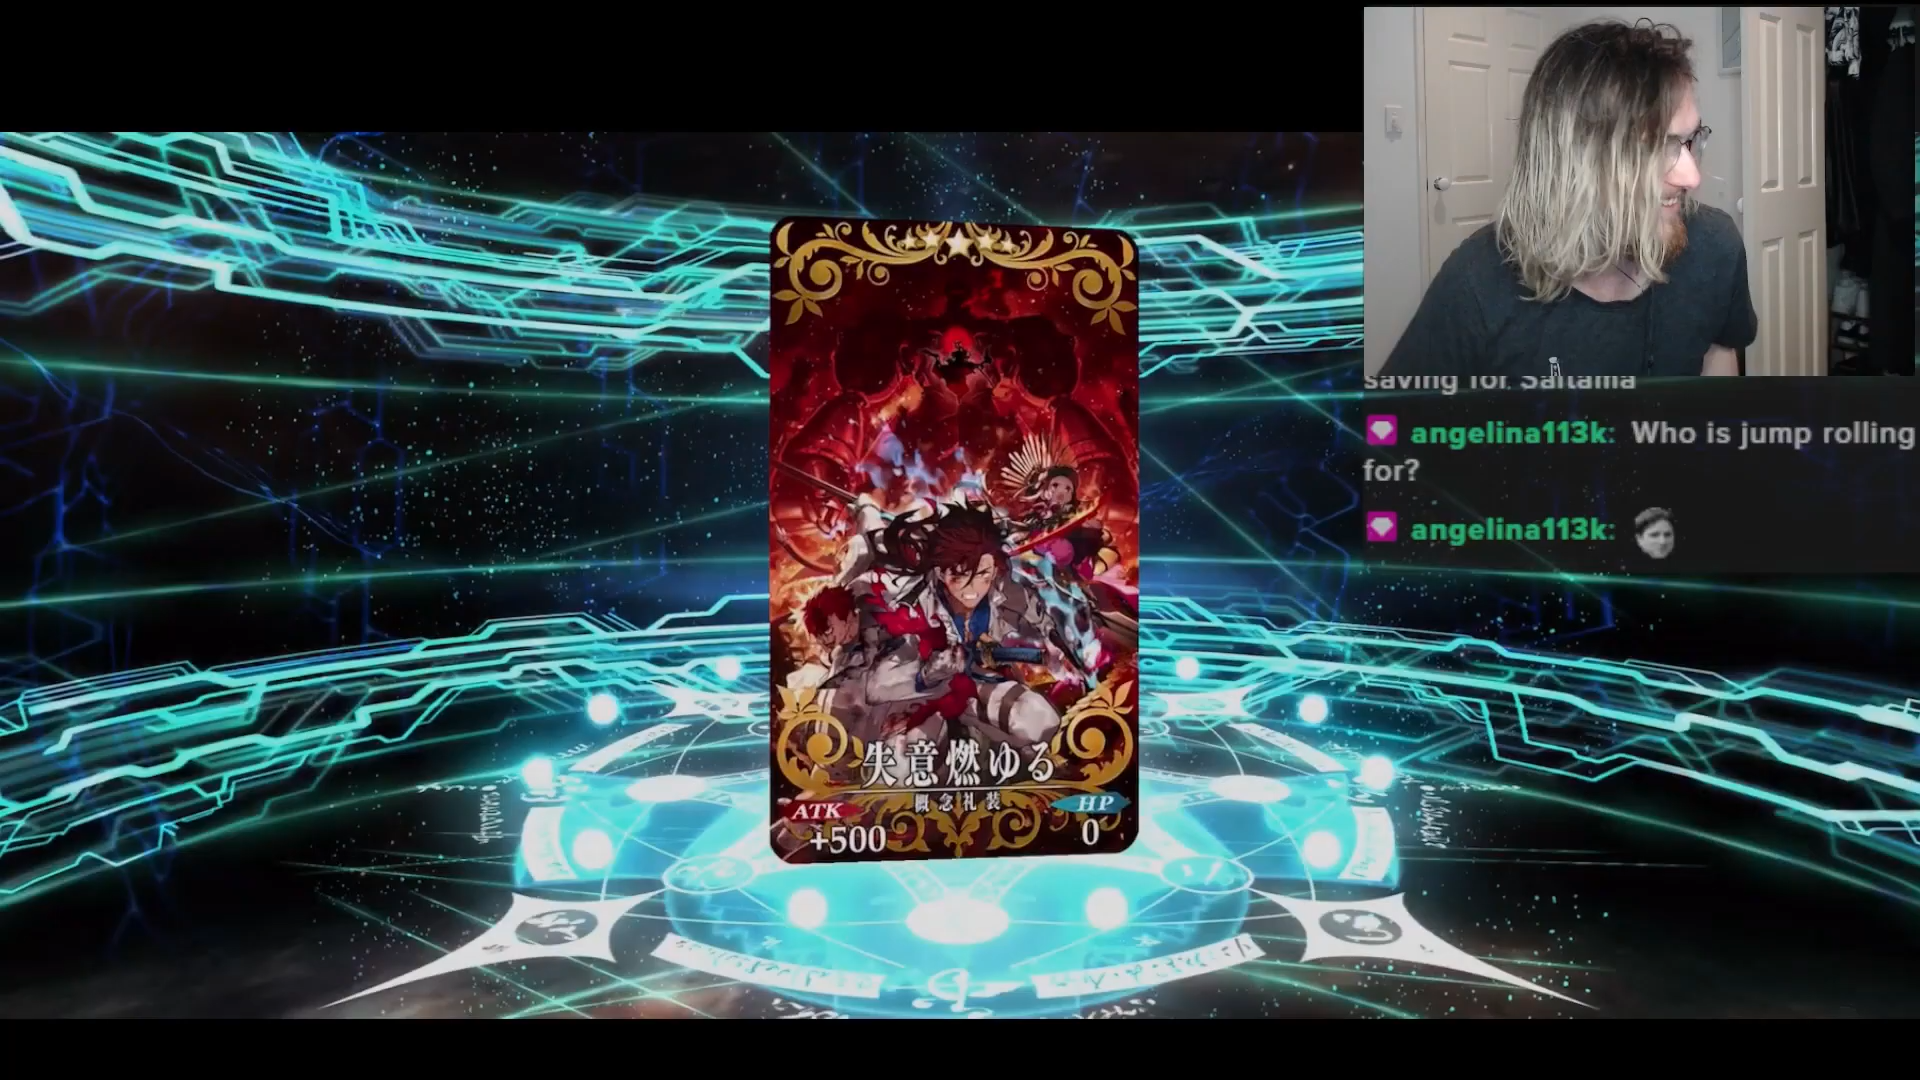 saving for Saitama
angelina113k: Who is jump rolling
for?
angelina113k:
失意燃ゆる
概念礼装
ATK
HP
+500
0